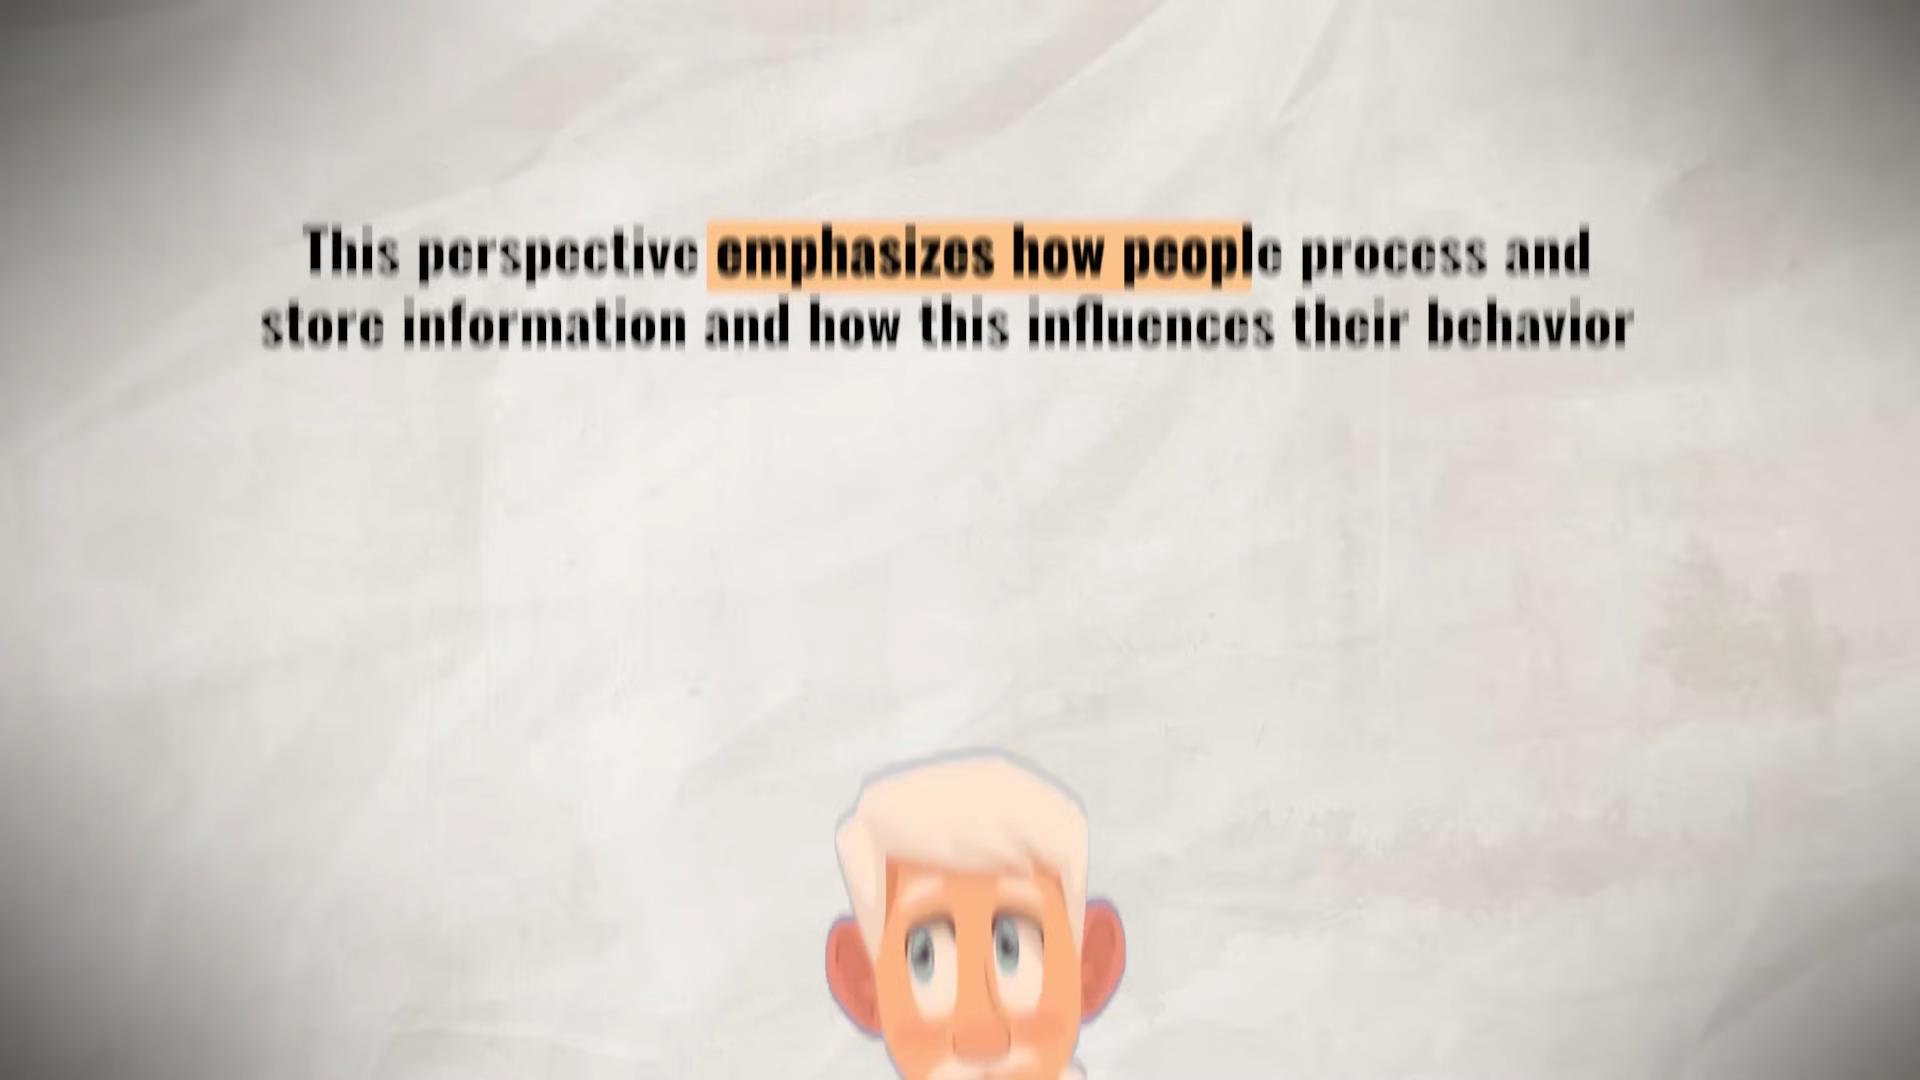 This perspective emphasizes how people process and
store information and how this influences their behavior